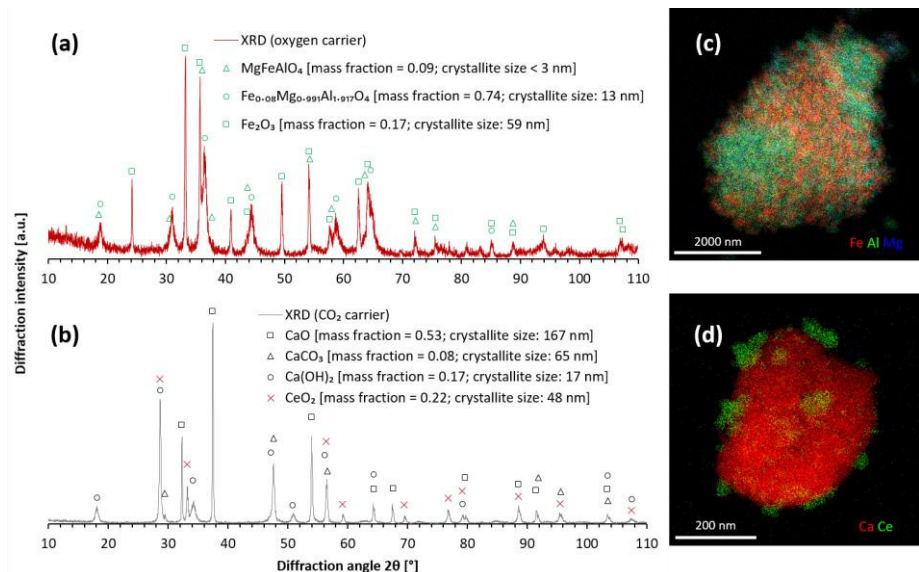 (a)
XRD (oxygen carrier)
MgFeAlO₄ [mass fraction = 0.09; crystallite size < 3 nm]
Fe₀.₀₈Mg₀.₉₉₁Al₁.₉₁₇O₄ [mass fraction = 0.74; crystallite size: 13 nm]
Fe₂O₃ [mass fraction = 0.17; crystallite size: 59 nm]
10 20 30 40 50 60 70 80 90 100 110
Diffraction intensity [a.u.]
(b)
XRD (CO₂ carrier)
CaO [mass fraction = 0.53; crystallite size: 167 nm]
CaCO₃ [mass fraction = 0.08; crystallite size: 65 nm]
Ca(OH)₂ [mass fraction = 0.17; crystallite size: 17 nm]
CeO₂ [mass fraction = 0.22; crystallite size: 48 nm]
10 20 30 40 50 60 70 80 90 100 110
Diffraction angle 2θ [°]
(c)
2000 nm
Fe Al Mg
(d)
200 nm
Ca Ce